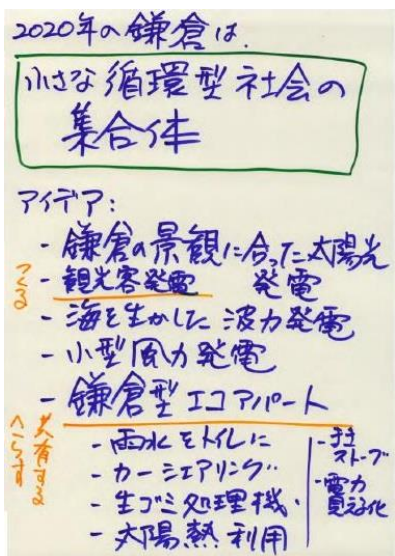 2020年の鎌倉は、
小さな循環型社会の
集合体
アイデア:
- 鎌倉の景観に合った太陽光
発電
- 観光客発電
- 海を生かした波力発電
- 小型風力発電
つくる
- 鎌倉型エコアパート
- 雨水をトイレに
- カーシェアリング
- 生ゴミ処理機
- 太陽熱利用
- ストーブ
- 電力
見える化
共有する
へらす